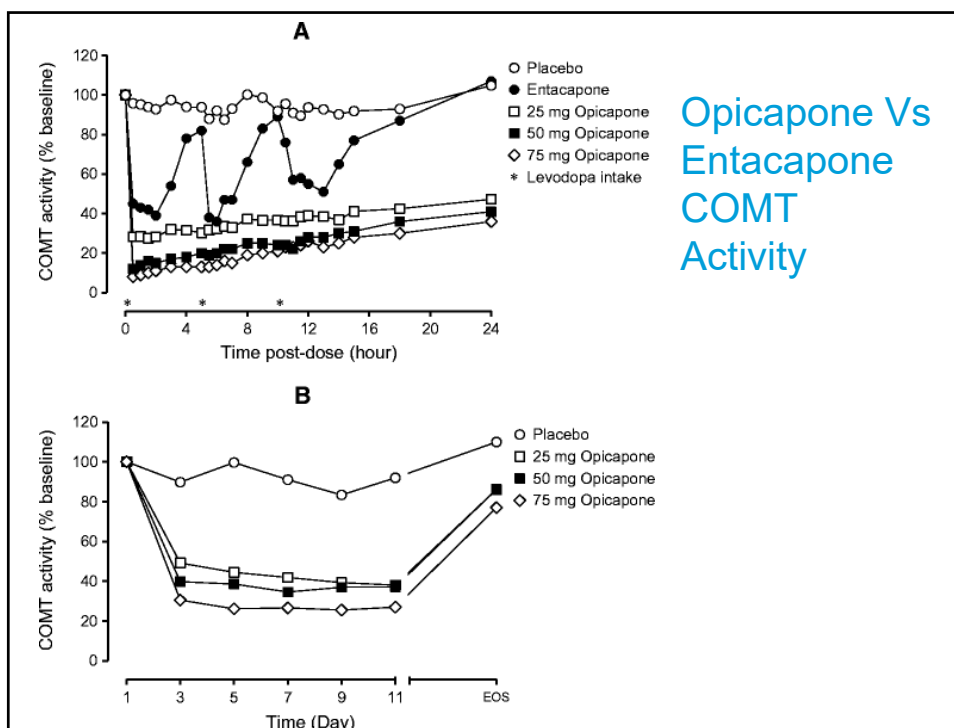 A
COMT activity (% baseline)
120
100
80
60
40
20
0
Placebo
Entacapone
25 mg Opicapone
50 mg Opicapone
75 mg Opicapone
* Levodopa intake
* * *
0 4 8 12 16 20 24
Time post-dose (hour)
Opicapone Vs
Entacapone
COMT
Activity
B
COMT activity (% baseline)
120
100
80
60
40
20
0
Placebo
25 mg Opicapone
50 mg Opicapone
75 mg Opicapone
1 3 5 7 9 11 EOS
Time (Day)